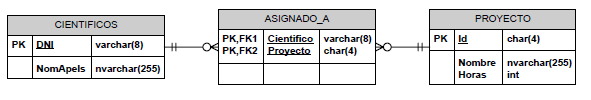 CIENTIFICOS
PK DNI varchar(8)
NomApels nvarchar(255)
ASIGNADO_A
PK,FK1 Cientifico varchar(8)
PK,FK2 Proyecto char(4)
PROYECTO
PK Id char(4)
Nombre nvarchar(255)
Horas int